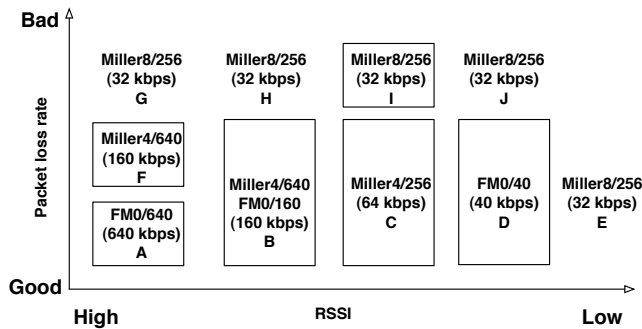 Bad
Packet loss rate
Good
Miller8/256
(32 kbps)
G
Miller8/256
(32 kbps)
H
Miller8/256
(32 kbps)
I
Miller8/256
(32 kbps)
J
Miller4/640
(160 kbps)
F
FM0/640
(640 kbps)
A
Miller4/640
FM0/160
(160 kbps)
B
Miller4/256
(64 kbps)
C
FM0/40
(40 kbps)
D
Miller8/256
(32 kbps)
E
High
RSSI
Low